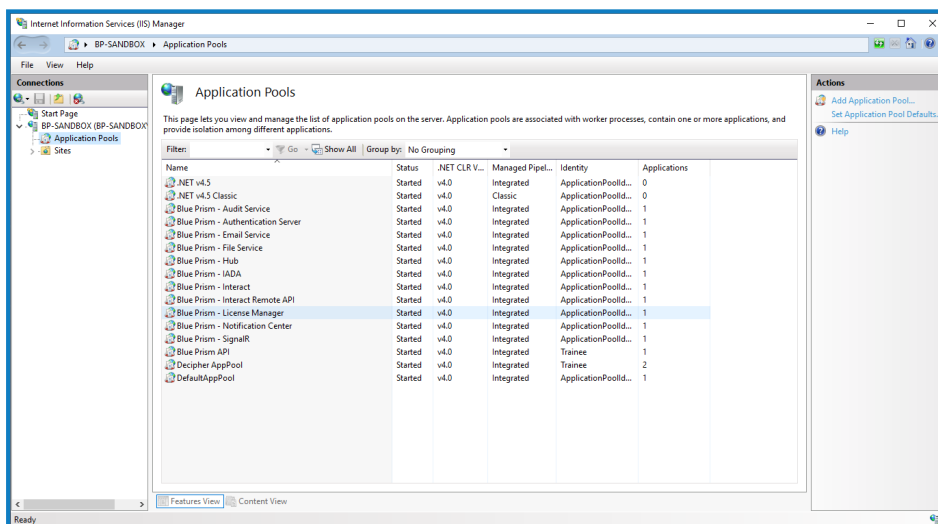 Internet Information Services (IIS) Manager
BP-SANDBOX Application Pools
File View Help
Connections
Start Page
BP-SANDBOX (BP-SANDBOX\
Application Pools
Sites
Application Pools
This page lets you view and manage the list of application pools on the server. Application pools are associated with worker processes, contain one or more applications, and
provide isolation among different applications.
Filter: Go Show All Group by: No Grouping
Name Status .NET CLR V... Managed Pipel... Identity Applications
.NET v4.5 Started v4.0 Integrated ApplicationPoolId... 0
.NET v4.5 Classic Started v4.0 Classic ApplicationPoolId... 0
Blue Prism - Audit Service Started v4.0 Integrated ApplicationPoolId... 1
Blue Prism - Authentication Server Started v4.0 Integrated ApplicationPoolId... 1
Blue Prism - Email Service Started v4.0 Integrated ApplicationPoolId... 1
Blue Prism - File Service Started v4.0 Integrated ApplicationPoolId... 1
Blue Prism - Hub Started v4.0 Integrated ApplicationPoolId... 1
Blue Prism - IADA Started v4.0 Integrated ApplicationPoolId... 1
Blue Prism - Interact Started v4.0 Integrated ApplicationPoolId... 1
Blue Prism - Interact Remote API Started v4.0 Integrated ApplicationPoolId... 1
Blue Prism - License Manager Started v4.0 Integrated ApplicationPoolId... 1
Blue Prism - Notification Center Started v4.0 Integrated ApplicationPoolId... 1
Blue Prism - SignalR Started v4.0 Integrated ApplicationPoolId... 1
Blue Prism API Started v4.0 Integrated Trainee 1
Decipher AppPool Started v4.0 Integrated Trainee 2
DefaultAppPool Started v4.0 Integrated ApplicationPoolId... 1
Features View Content View
Ready
Actions
Add Application Pool...
Set Application Pool Defaults.
Help